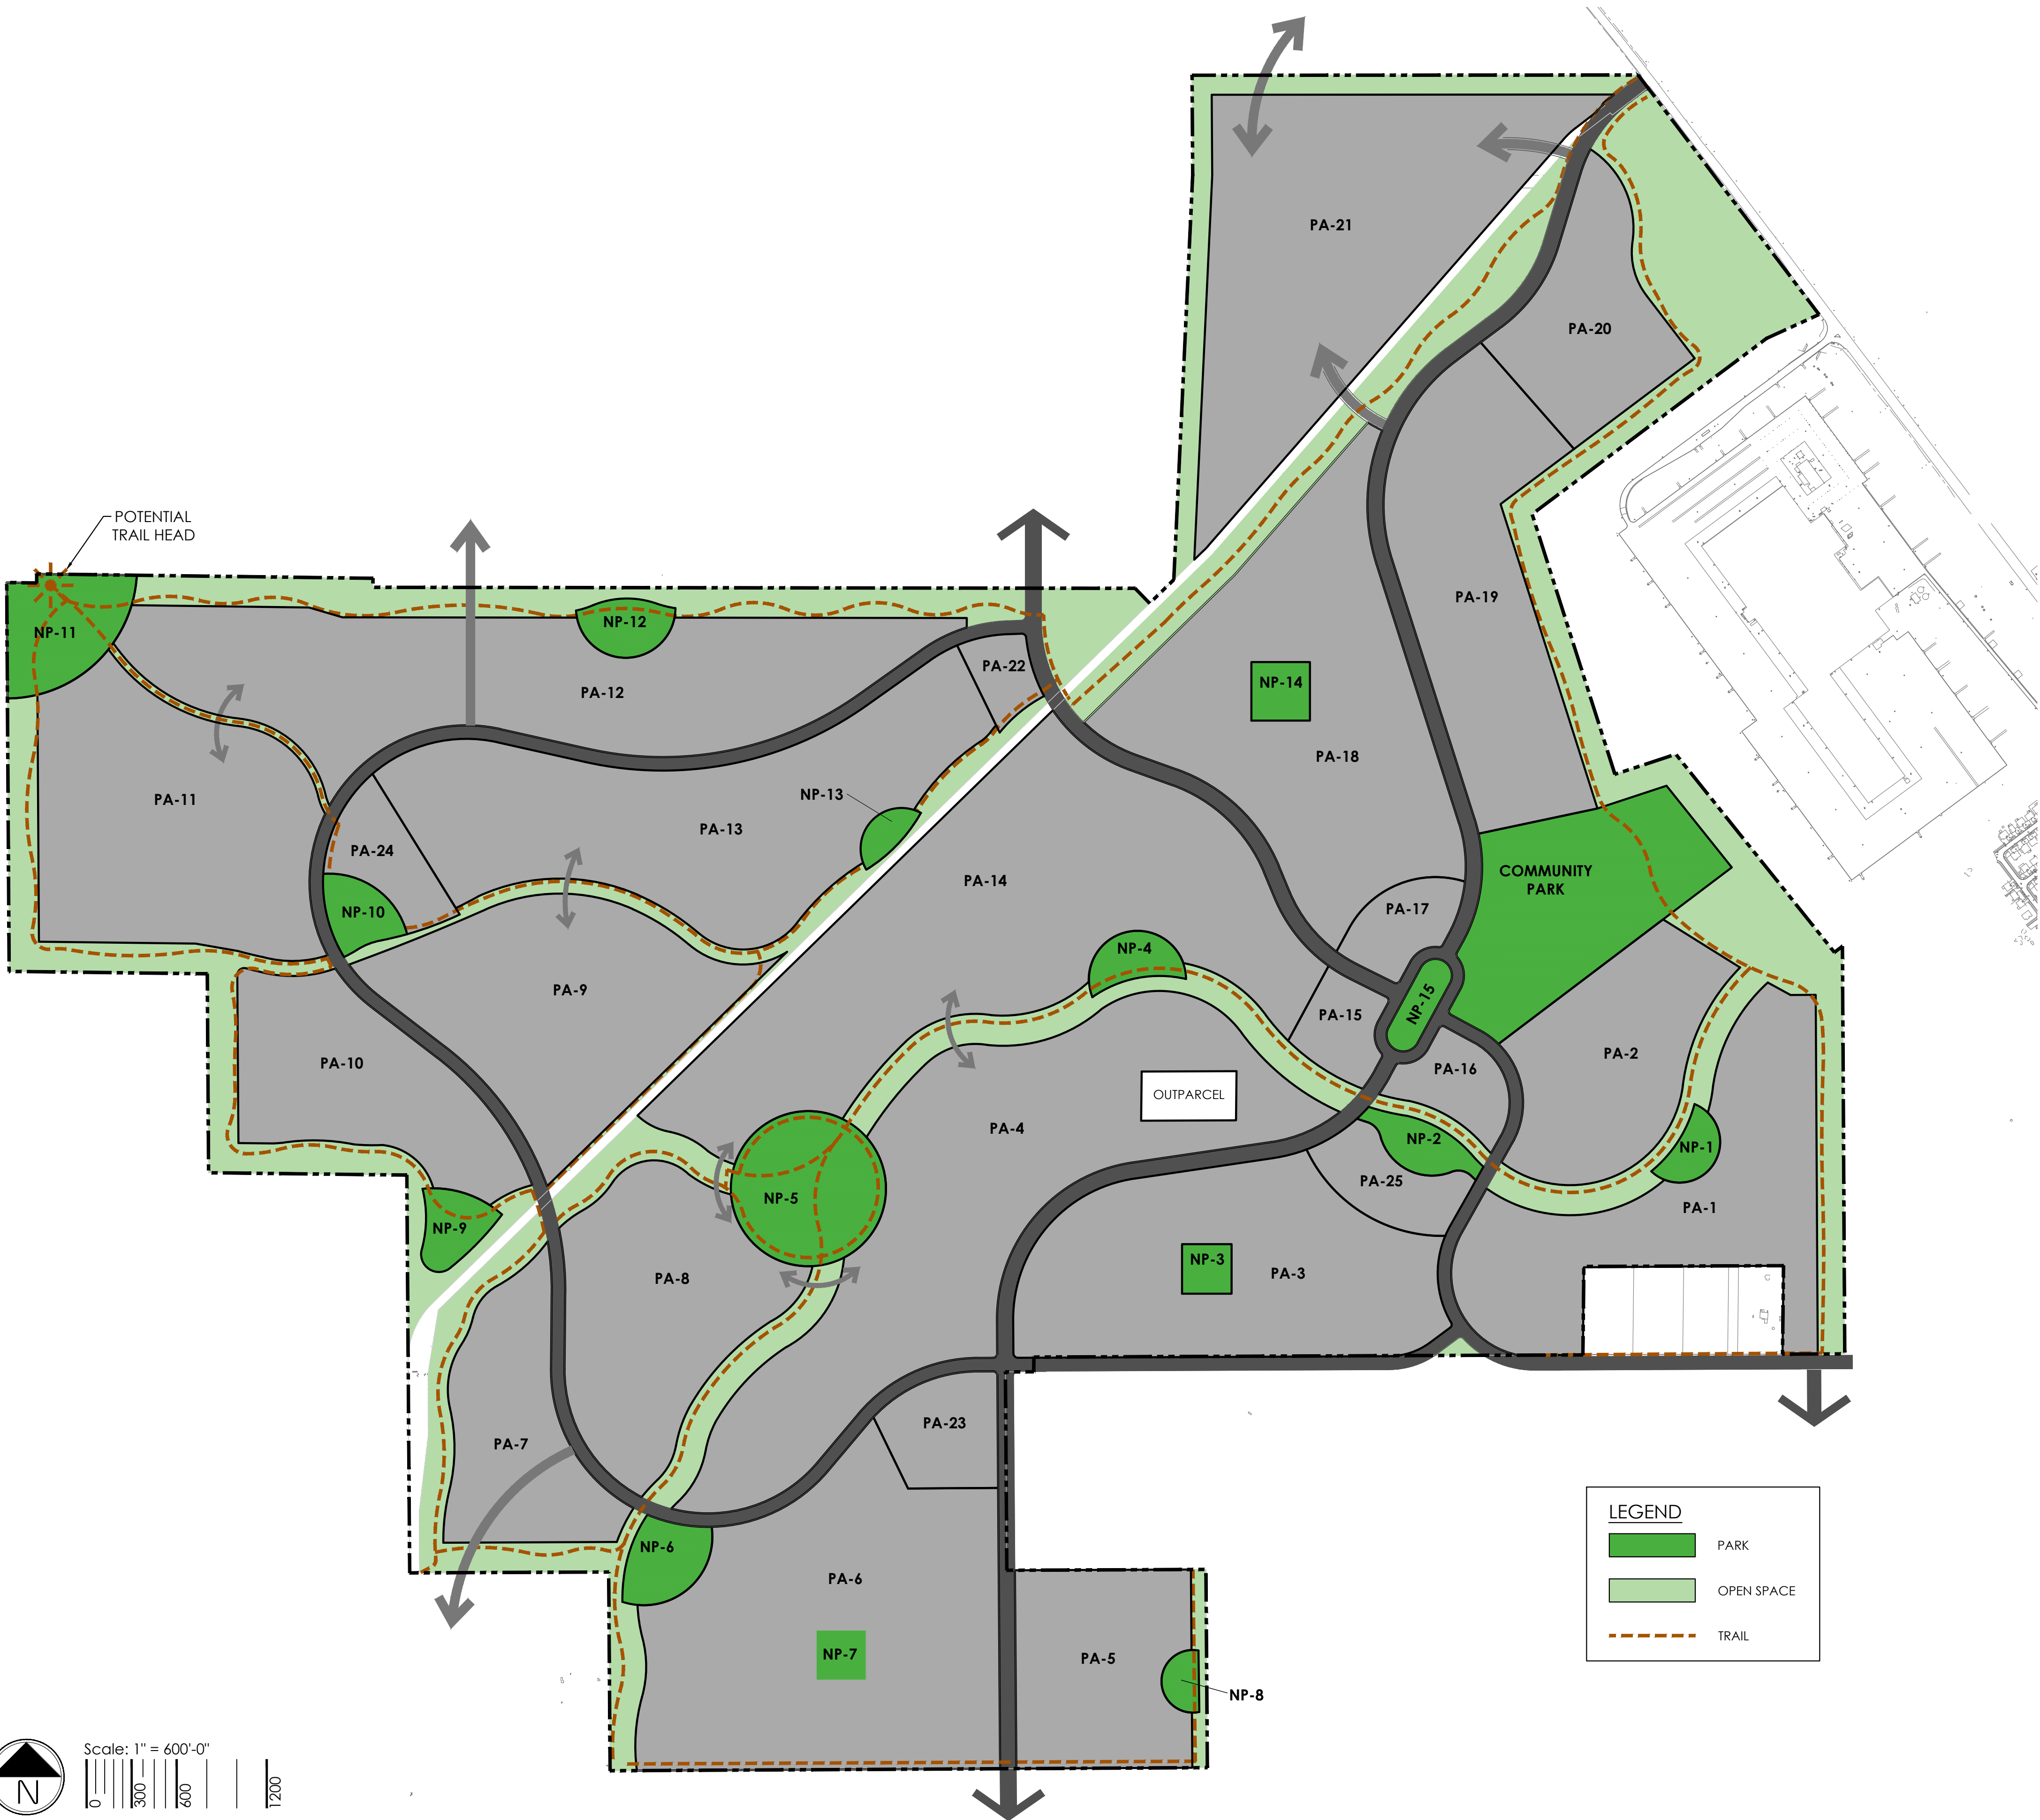 PA-21
PA-20
POTENTIAL
TRAIL HEAD
PA-19
NP-11
NP-12
PA-22
NP-14
PA-12
PA-18
PA-11
NP-13
PA-13
PA-24
PA-14
COMMUNITY
PARK
PA-17
NP-10
NP-4
PA-9
NP-15
PA-15
PA-10
PA-2
PA-16
OUTPARCEL
PA-4
NP-2
NP-1
PA-25
NP-5
PA-1
NP-9
PA-8
NP-3
PA-3
PA-23
PA-7
NP-6
PA-6
NP-7
PA-5
NP-8
LEGEND
PARK
OPEN SPACE
TRAIL
N
Scale: 1" = 600'-0"
0
300
600
1200